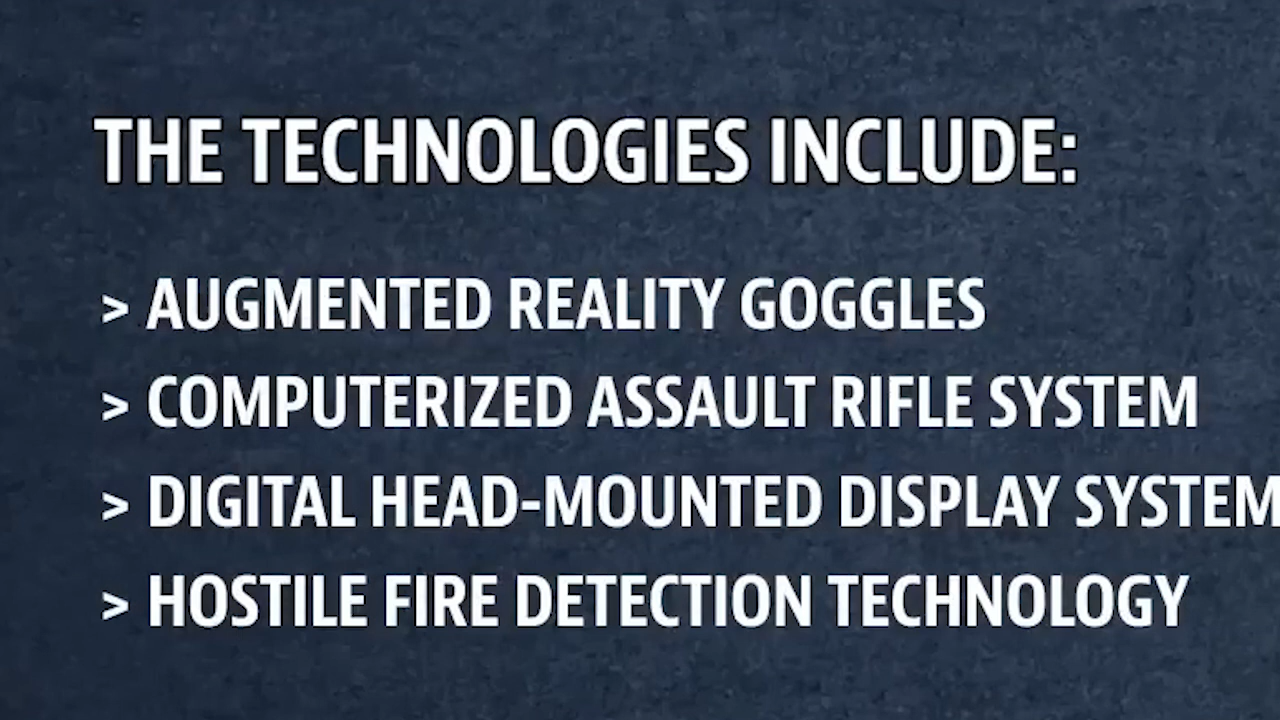 THE TECHNOLOGIES INCLUDE:
> AUGMENTED REALITY GOGGLES
> COMPUTERIZED ASSAULT RIFLE SYSTEM
> DIGITAL HEAD-MOUNTED DISPLAY SYSTEM
> HOSTILE FIRE DETECTION TECHNOLOGY